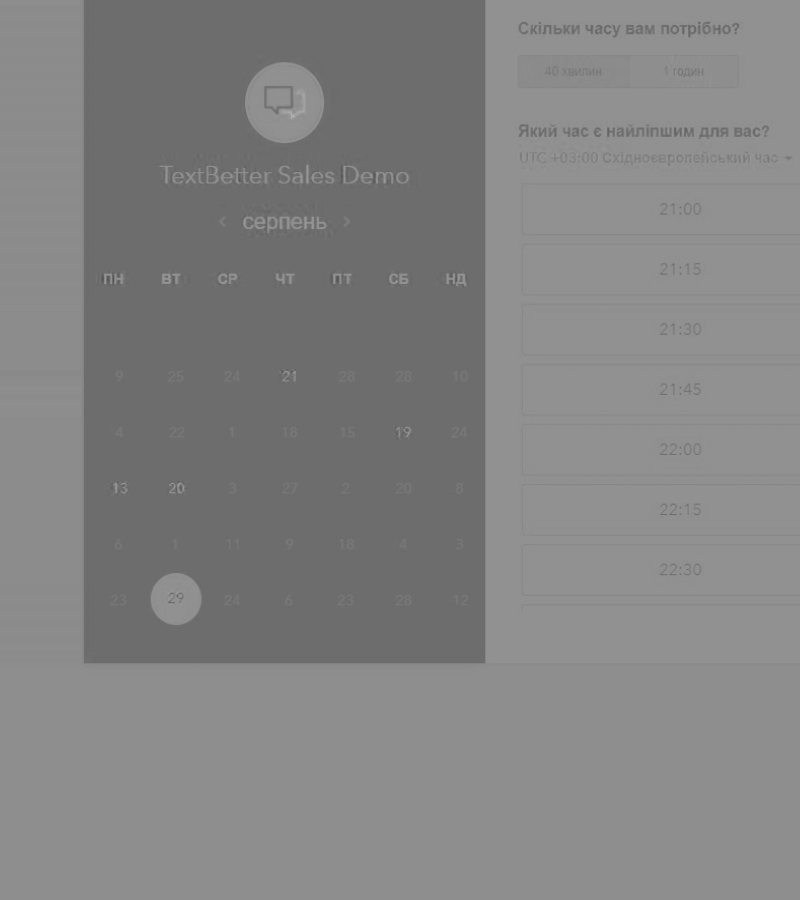 TextBetter Sales Demo
серпень
ПН ВТ СР ЧТ ПТ СБ НД
9 25 24 21 28 28 10
4 22 1 18 15 19 24
13 20 3 27 2 20 8
6 1 11 9 18 4 3
23 29 24 6 23 28 12
Скільки часу вам потрібно?
40 хвилин 1 годин
Який час є найліпшим для вас?
UTC +03:00 Східноєвропейський час
21:00
21:15
21:30
21:45
22:00
22:15
22:30